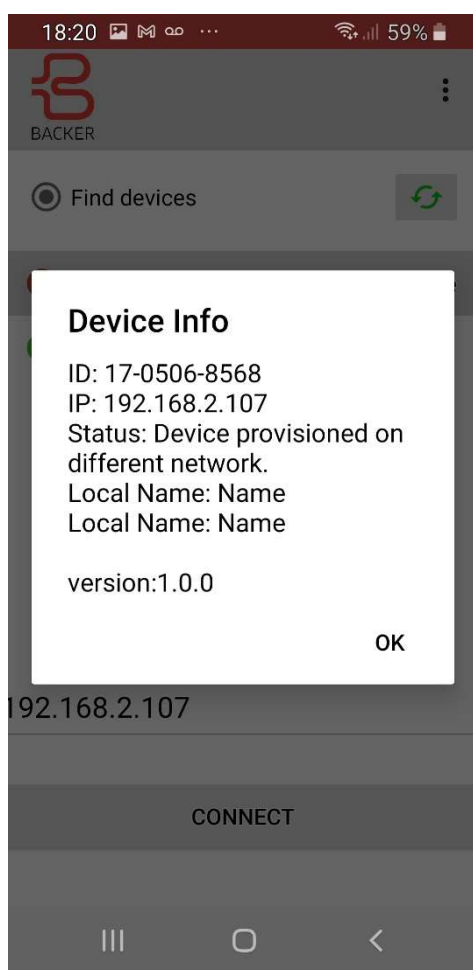 18:20
59%
BACKER
Find devices
Device Info
ID: 17-0506-8568
IP: 192.168.2.107
Status: Device provisioned on
different network.
Local Name: Name
Local Name: Name
version:1.0.0
OK
192.168.2.107
CONNECT